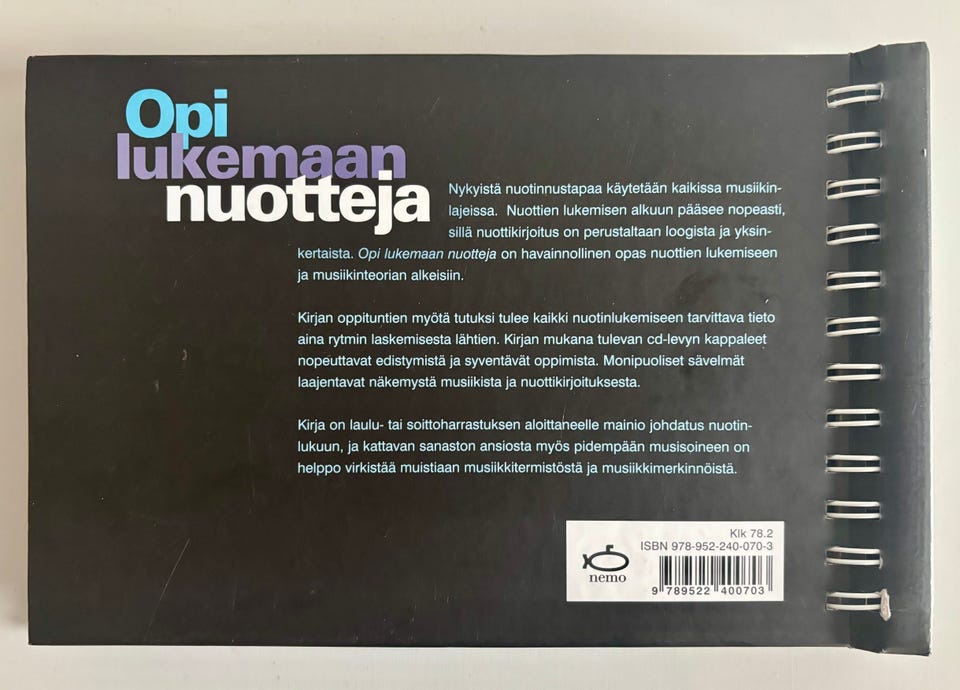 Opi
lukemaan
nuotteja
Nykyistä nuotinnustapaa käytetään kaikissa musiikin-
lajeissa. Nuottien lukemisen alkuun pääsee nopeasti,
sillä nuottikirjoitus on perustaltaan loogista ja yksin-
kertaista. Opi lukemaan nuotteja on havainnollinen opas nuottien lukemiseen
ja musiikinteorian alkeisiin.
Kirjan oppituntien myötä tutuksi tulee kaikki nuotinlukemiseen tarvittava tieto
aina rytmin laskemisesta lähtien. Kirjan mukana tulevan cd-levyn kappaleet
nopeuttavat edistymistä ja syventävät oppimista. Monipuoliset sävelmät
laajentavat näkemystä musiikista ja nuottikirjoituksesta.
Kirja on laulu- tai soittoharrastuksen aloittaneelle mainio johdatus nuotin-
lukuun, ja kattavan sanaston ansiosta myös pidempään musisoineen on
helppo virkistää muistiaan musiikkitermistöstä ja musiikkimerkinnöistä.
Klk 78.2
ISBN 978-952-240-070-3
nemo
9 789522 400703